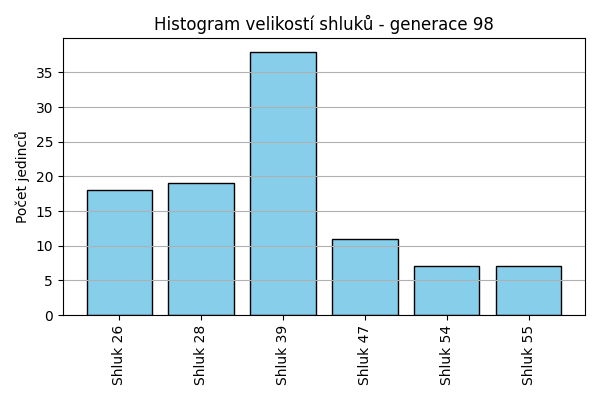 Histogram velikostí shluků - generace 98
Počet jedinců
35
30
25
20
15
10
5
0
Shluk 26
Shluk 28
Shluk 39
Shluk 47
Shluk 54
Shluk 55